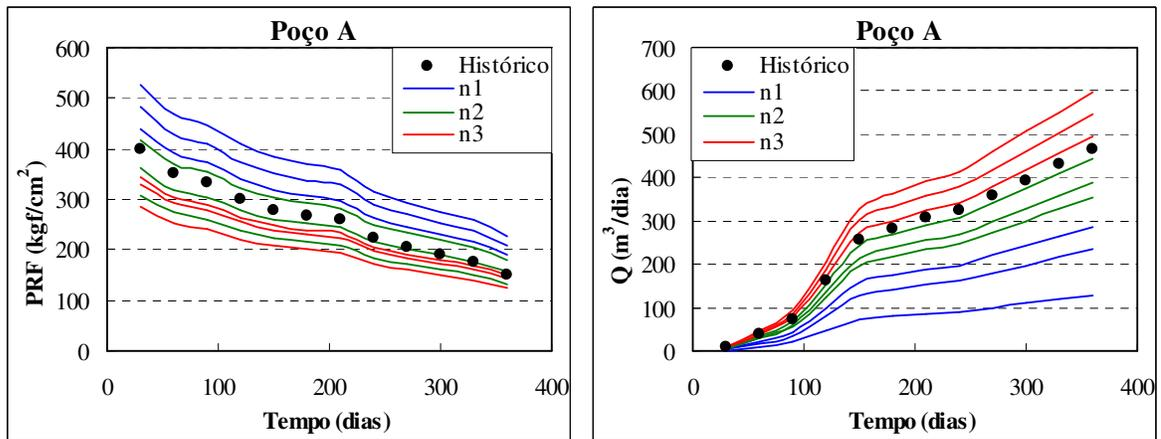 Poço A
600
500
400
300
200
100
0
PRF (kgf/cm²)
Histórico
n1
n2
n3
0 100 200 300 400
Tempo (dias)
Poço A
700
600
500
400
300
200
100
0
Q (m³/dia)
Histórico
n1
n2
n3
0 100 200 300 400
Tempo (dias)